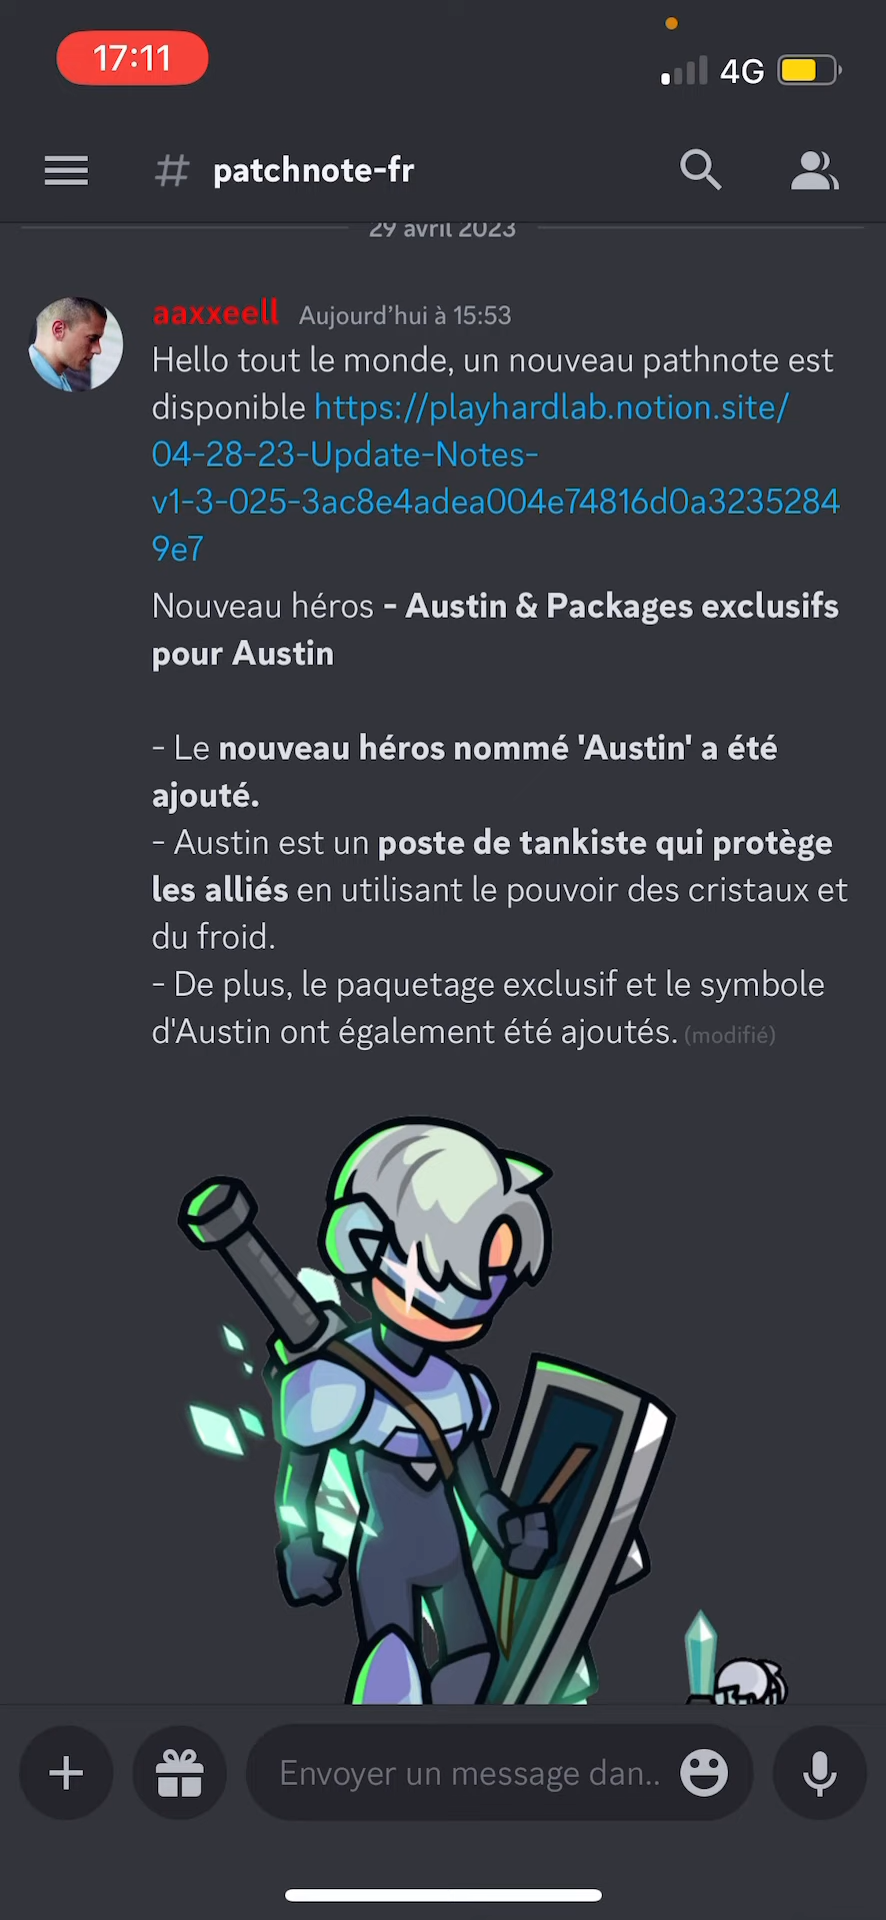 17:11
4G
# patchnote-fr
29 avril 2023
aaxxeell Aujourd’hui à 15:53
Hello tout le monde, un nouveau pathnote est
disponible https://playhardlab.notion.site/
04-28-23-Update-Notes-
v1-3-025-3ac8e4adea004e74816d0a3235284
9e7
Nouveau héros - Austin & Packages exclusifs
pour Austin
- Le nouveau héros nommé 'Austin' a été
ajouté.
- Austin est un poste de tankiste qui protège
les alliés en utilisant le pouvoir des cristaux et
du froid.
- De plus, le paquetage exclusif et le symbole
d'Austin ont également été ajoutés. (modifié)
Envoyer un message dan..